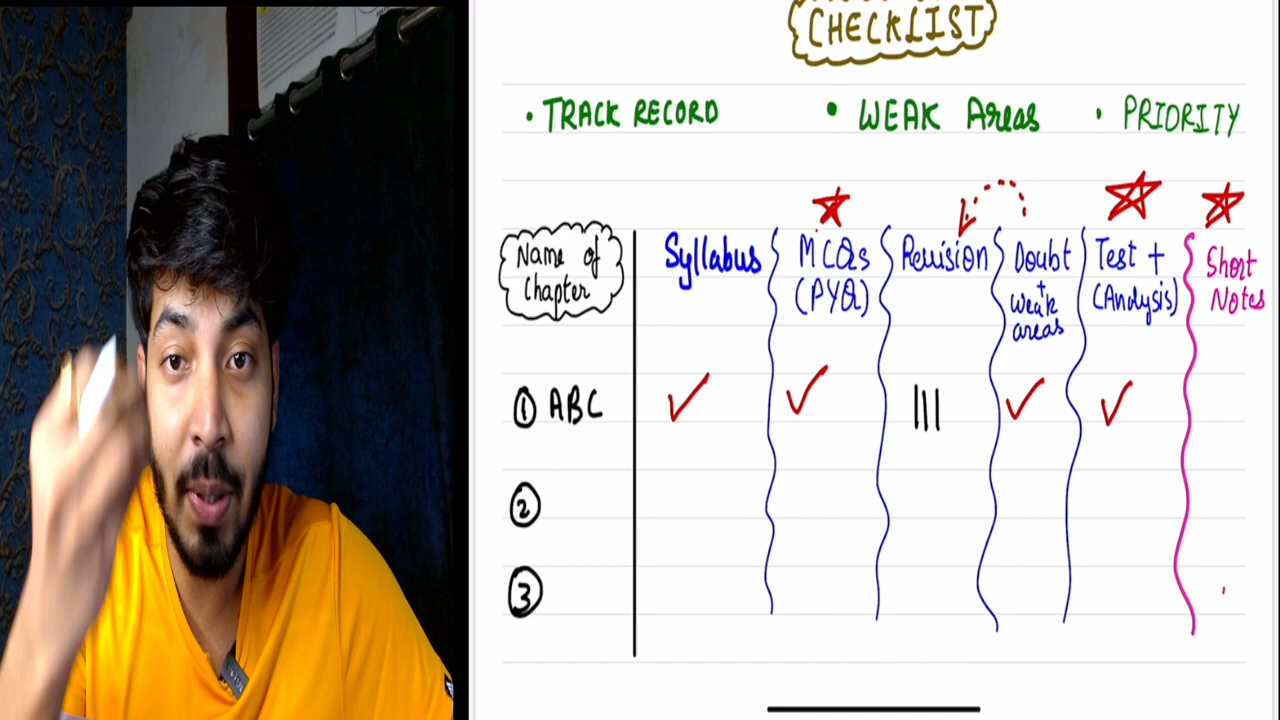 CHECKLIST
• TRACK RECORD • WEAK Areas • PRIORITY
Name of Chapter
Syllabus
MCQs (PYQ)
Revision
Doubt + Weak areas
Test + (Analysis)
Short Notes
① ABC
②
③